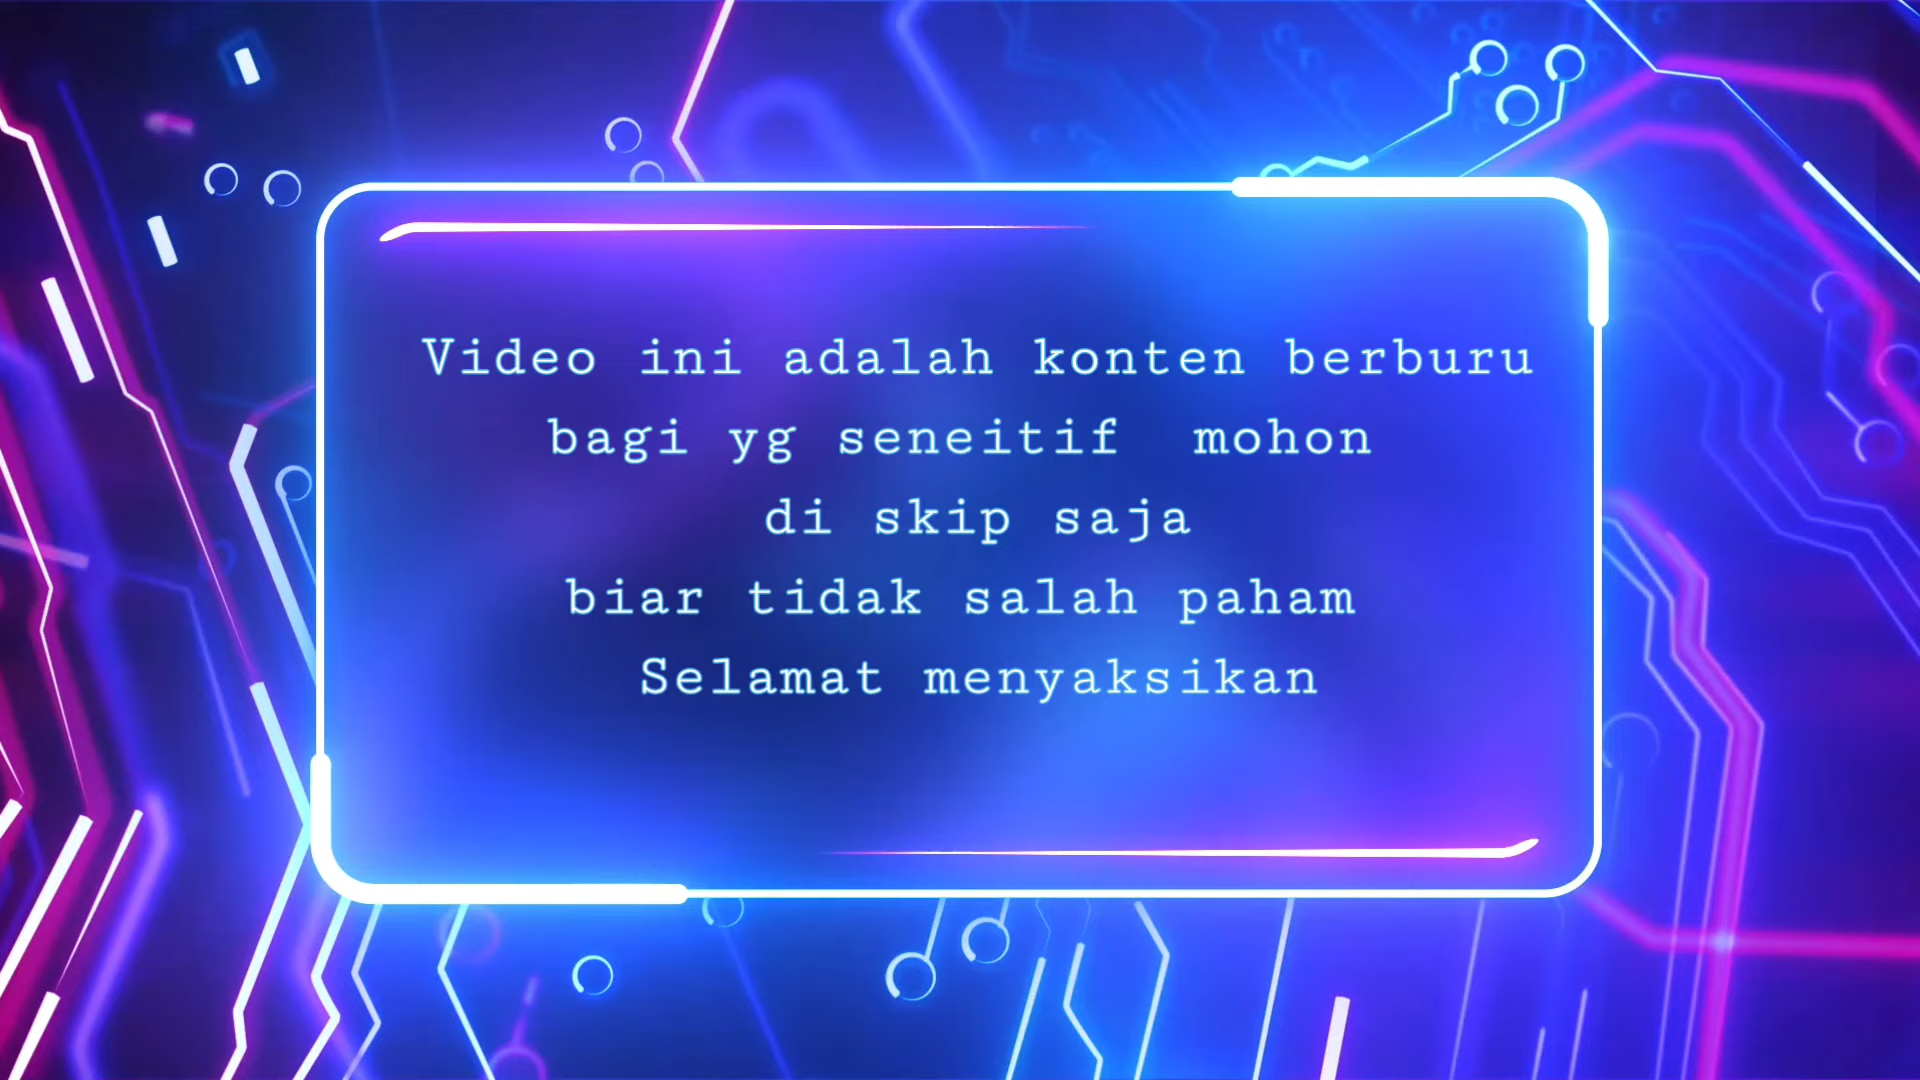 Video ini adalah konten berburu
bagi yg seneitif mohon
di skip saja
biar tidak salah paham
Selamat menyaksikan